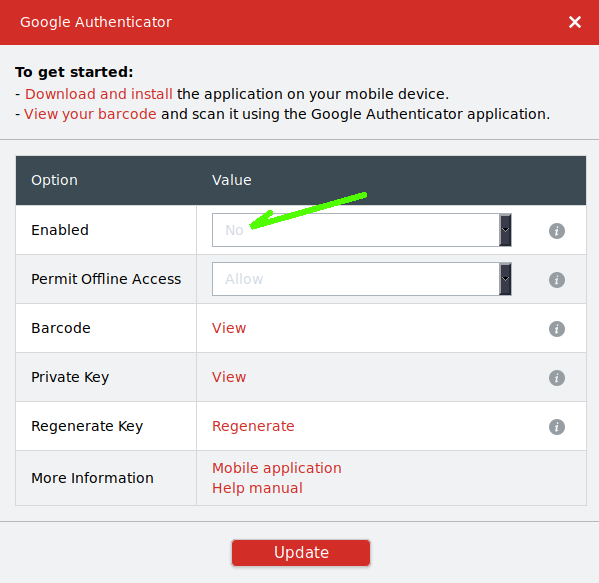 Google Authenticator
To get started:
- Download and install the application on your mobile device.
- View your barcode and scan it using the Google Authenticator application.
Option Value
Enabled No
Permit Offline Access Allow
Barcode View
Private Key View
Regenerate Key Regenerate
More Information Mobile application
Help manual
Update